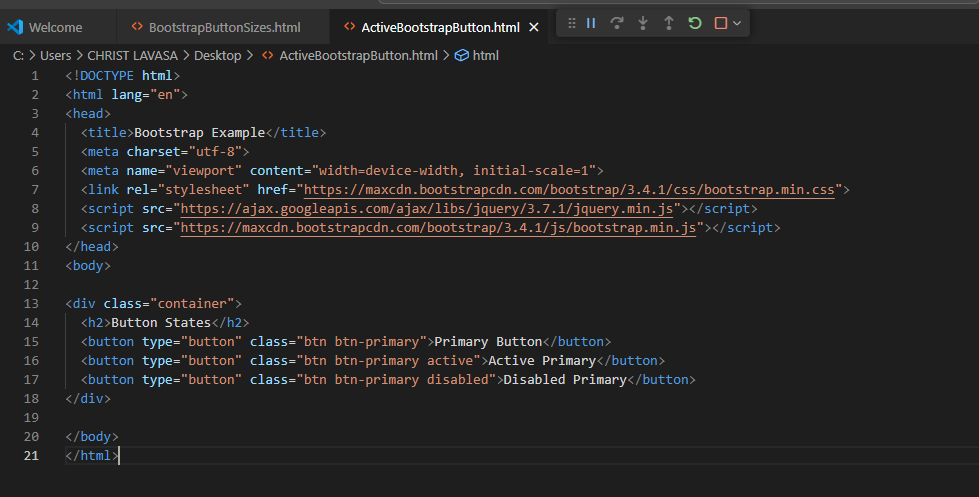 Welcome
BootstrapButtonSizes.html
ActiveBootstrapButton.html
C: > Users > CHRIST LAVASA > Desktop > ActiveBootstrapButton.html > html
1 <!DOCTYPE html>
2 <html lang="en">
3 <head>
4 <title>Bootstrap Example</title>
5 <meta charset="utf-8">
6 <meta name="viewport" content="width=device-width, initial-scale=1">
7 <link rel="stylesheet" href="https://maxcdn.bootstrapcdn.com/bootstrap/3.4.1/css/bootstrap.min.css">
8 <script src="https://ajax.googleapis.com/ajax/libs/jquery/3.7.1/jquery.min.js"></script>
9 <script src="https://maxcdn.bootstrapcdn.com/bootstrap/3.4.1/js/bootstrap.min.js"></script>
10 </head>
11 <body>
12
13 <div class="container">
14 <h2>Button States</h2>
15 <button type="button" class="btn btn-primary">Primary Button</button>
16 <button type="button" class="btn btn-primary active">Active Primary</button>
17 <button type="button" class="btn btn-primary disabled">Disabled Primary</button>
18 </div>
19
20 </body>
21 </html>